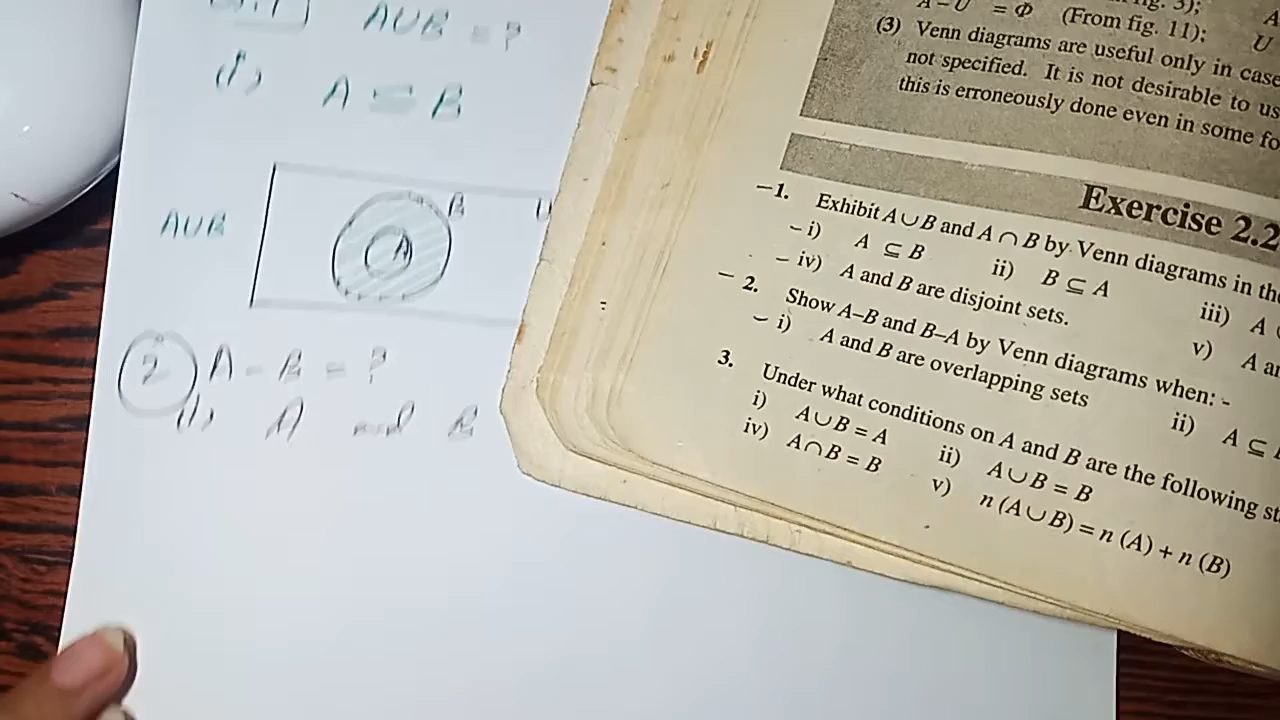 A∪B = ?
(i) A ⊆ B
B
U
A∪B
A
2 A - B = ?
(i) A and B
A-U = Φ (From fig. 11);
U
(3) Venn diagrams are useful only in case
not specified. It is not desirable to us
this is erroneously done even in some fo
Exercise 2.2
1. Exhibit A∪B and A∩B by Venn diagrams in the
i) A ⊆ B ii) B ⊆ A iii) A
iv) A and B are disjoint sets. v) A
2. Show A–B and B–A by Venn diagrams when: -
i) A and B are overlapping sets ii) A ⊆
3. Under what conditions on A and B are the following st
i) A∪B = A ii) A∪B = B
iv) A∩B = B v) n (A∪B) = n (A) + n (B)